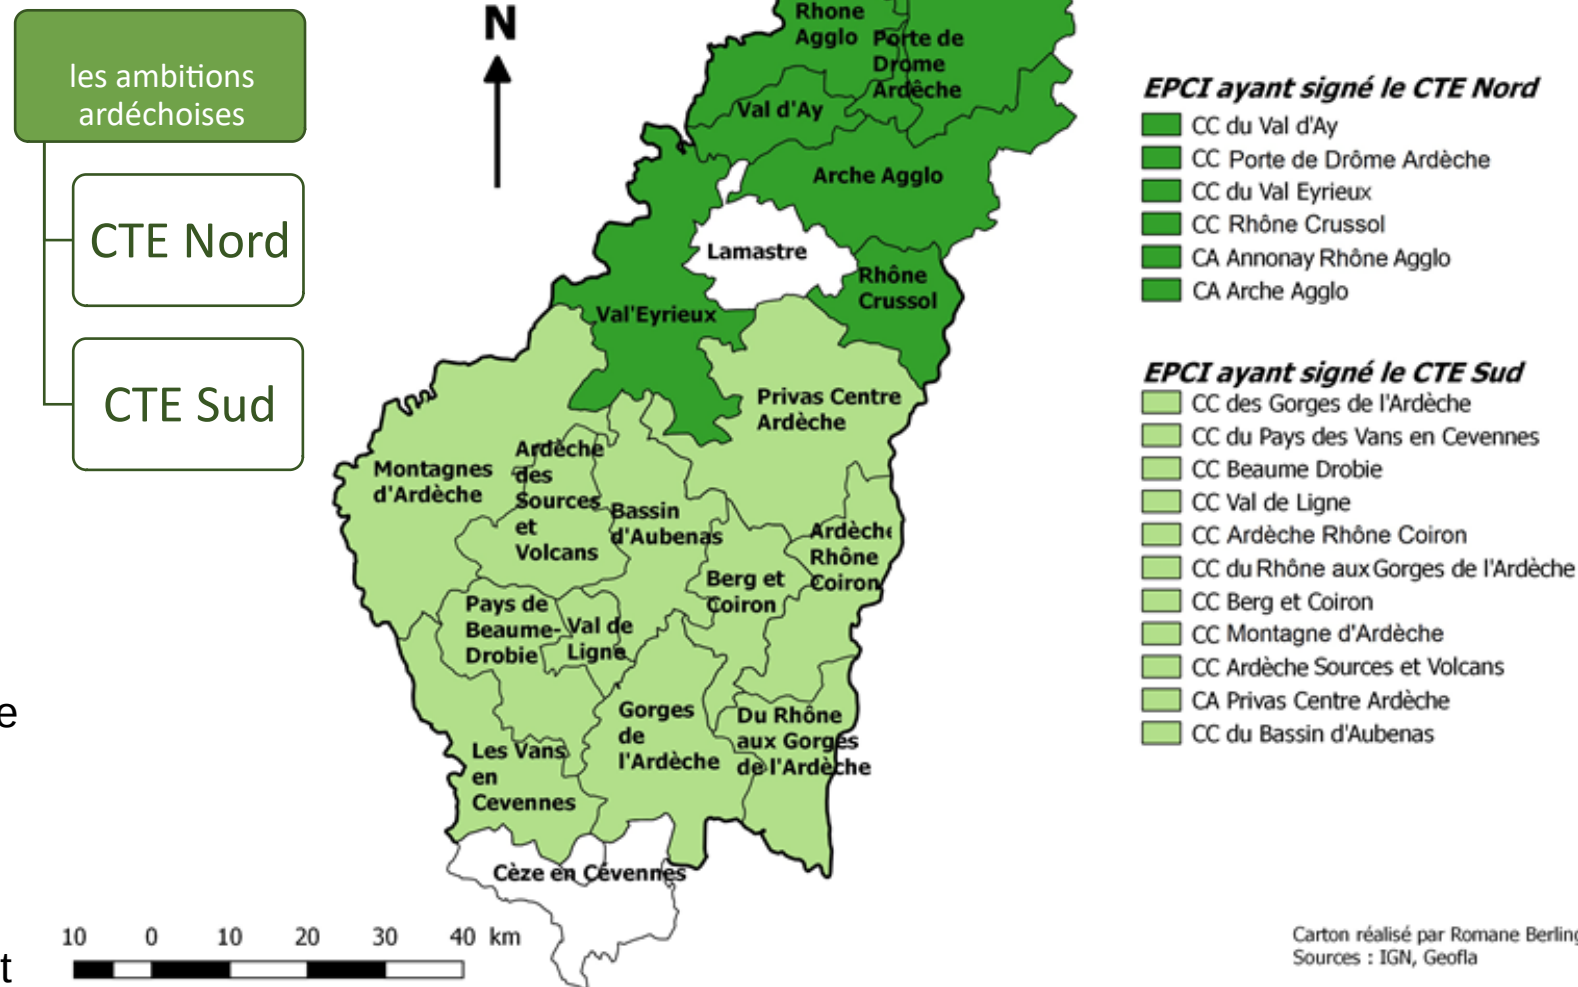 les ambitions
ardéchoises
CTE Nord
CTE Sud
e
t
N
Rhone
Agglo
Porte de
Drome
Ardèche
Val d'Ay
Arche Agglo
Lamastre
Rhône
Crussol
Val'Eyrieux
Privas Centre
Ardèche
Montagnes
d'Ardèche
Ardèche
des
Sources
et
Volcans
Bassin
d'Aubenas
Ardèche
Rhône
Coiron
Berg et
Coiron
Pays de
Beaume-
Drobie
Val de
Ligne
Gorges
de
l'Ardèche
Du Rhône
aux Gorges
de l'Ardèche
Les Vans
en
Cevennes
Cèze en Cévennes
10 0 10 20 30 40 km
EPCI ayant signé le CTE Nord
CC du Val d'Ay
CC Porte de Drôme Ardèche
CC du Val Eyrieux
CC Rhône Crussol
CA Annonay Rhône Agglo
CA Arche Agglo
EPCI ayant signé le CTE Sud
CC des Gorges de l'Ardèche
CC du Pays des Vans en Cevennes
CC Beaume Drobie
CC Val de Ligne
CC Ardèche Rhône Coiron
CC du Rhône aux Gorges de l'Ardèche
CC Berg et Coiron
CC Montagne d'Ardèche
CC Ardèche Sources et Volcans
CA Privas Centre Ardèche
CC du Bassin d'Aubenas
Carton réalisé par Romane Berling
Sources : IGN, Geofla